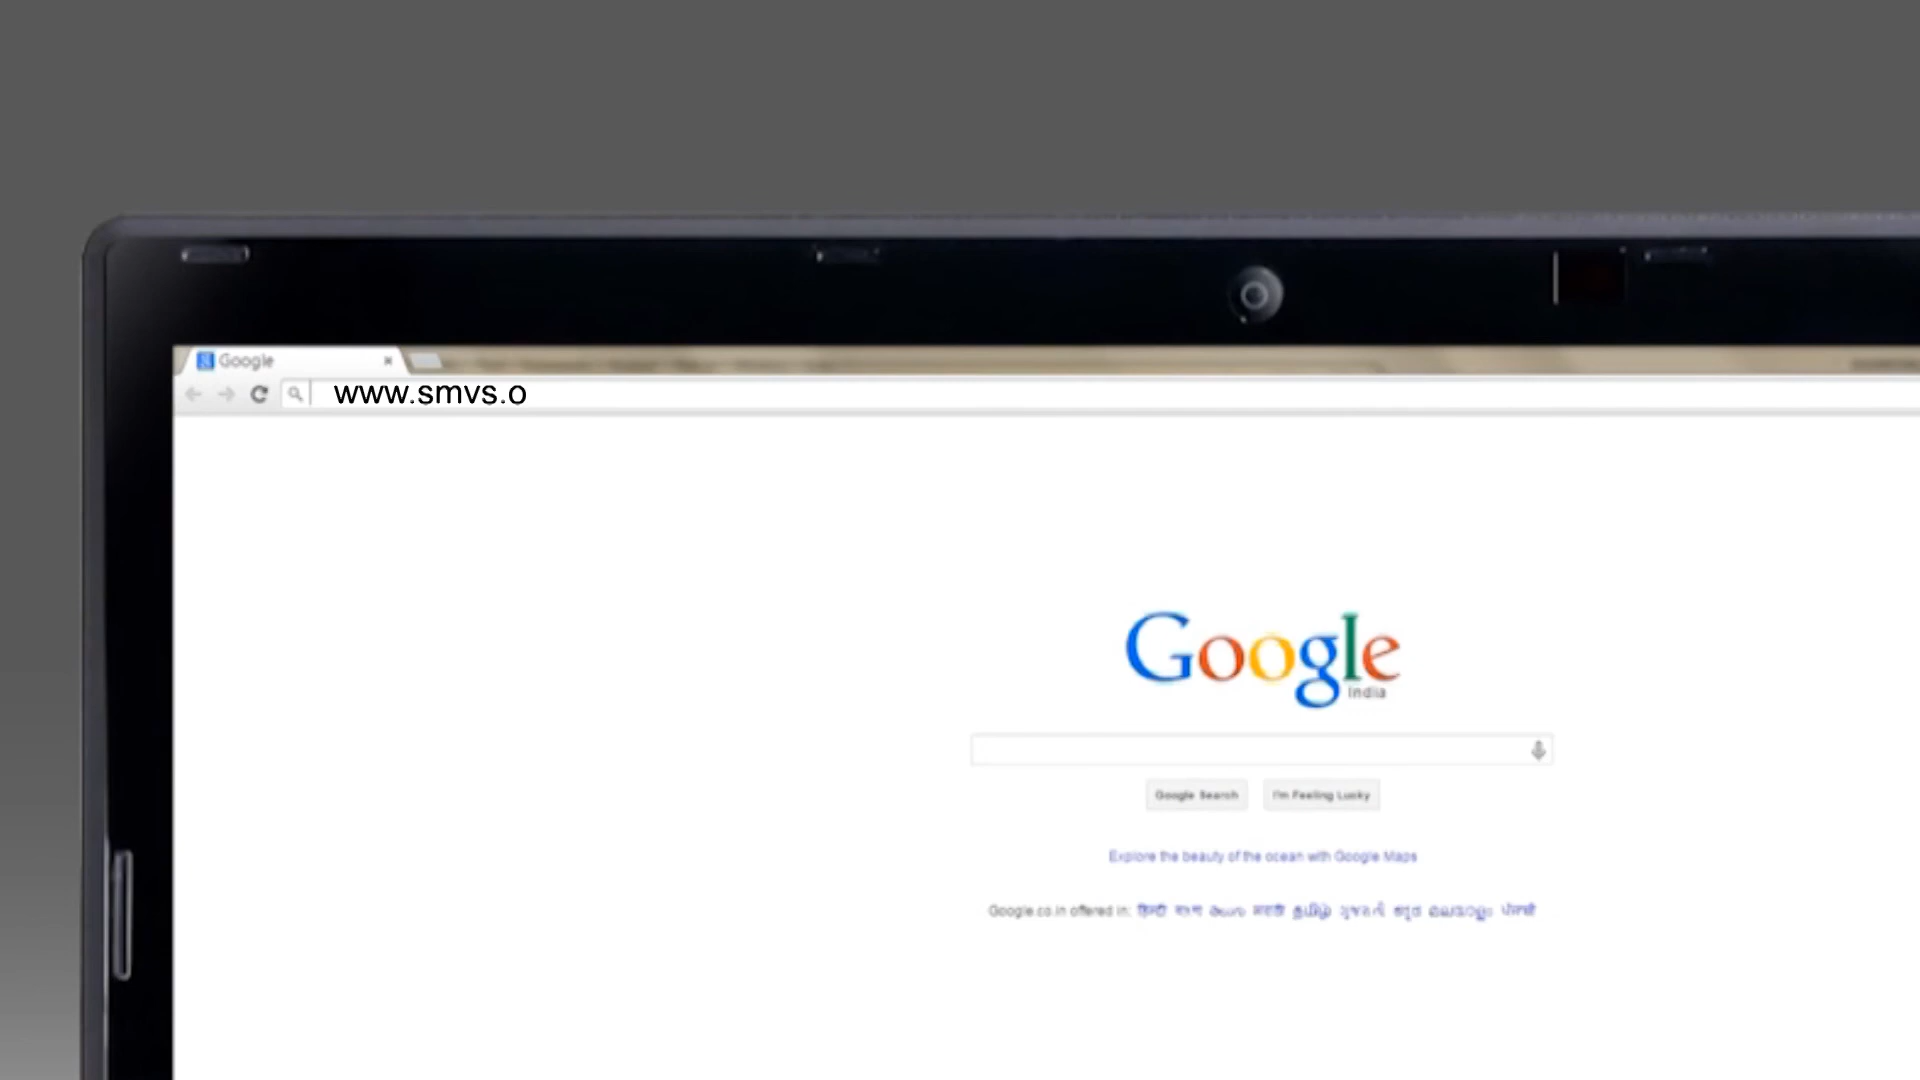 Google
www.smvs.o
Google
India
Google Search I'm Feeling Lucky
Explore the beauty of the ocean with Google Maps
Google.co.in offered in: हिन्दी বাংলা తెలుగు मराठी தமிழ் ગુજરાતી ಕನ್ನಡ മലയാളം ਪੰਜਾਬੀ